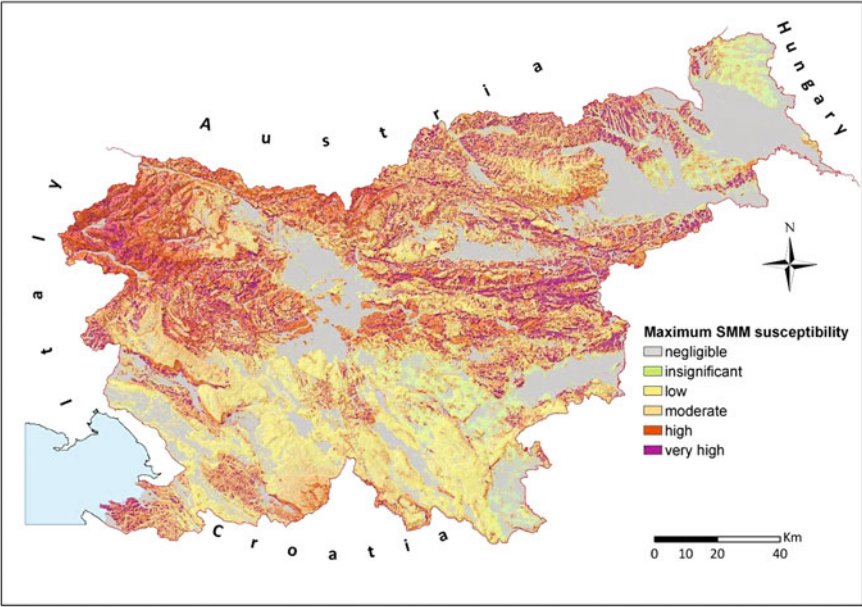 Austria
Hungary
Italy
N
Maximum SMM susceptibility
negligible
insignificant
low
moderate
high
very high
Croatia
Km
0 10 20 40